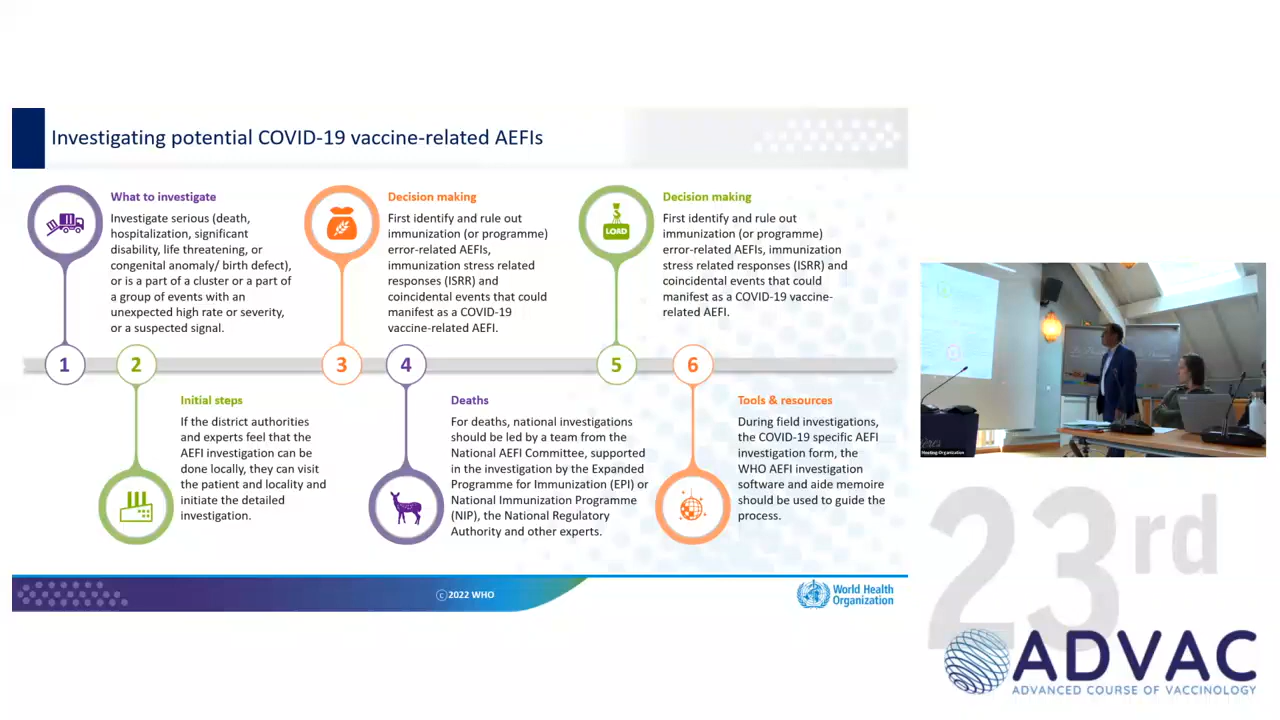 Investigating potential COVID-19 vaccine-related AEFIs
What to investigate
Investigate serious (death,
hospitalization, significant
disability, life threatening, or
congenital anomaly/ birth defect),
or is a part of a cluster or a part of
a group of events with an
unexpected high rate or severity,
or a suspected signal.
Decision making
First identify and rule out
immunization (or programme)
error-related AEFIs,
immunization stress related
responses (ISRR) and
coincidental events that could
manifest as a COVID-19
vaccine-related AEFI.
LOAD
Decision making
First identify and rule out
immunization (or programme)
error-related AEFIs, immunization
stress related responses (ISRR) and
coincidental events that could
manifest as a COVID-19 vaccine-
related AEFI.
1
2
3
4
5
6
Initial steps
If the district authorities
and experts feel that the
AEFI investigation can be
done locally, they can visit
the patient and locality and
initiate the detailed
investigation.
Deaths
For deaths, national investigations
should be led by a team from the
National AEFI Committee, supported
in the investigation by the Expanded
Programme for Immunization (EPI) or
National Immunization Programme
(NIP), the National Regulatory
Authority and other experts.
Tools & resources
During field investigations,
the COVID-19 specific AEFI
investigation form, the
WHO AEFI investigation
software and aide memoire
should be used to guide the
process.
©2022 WHO
World Health
Organization
Meeting Organization
23rd
ADVAC
ADVANCED COURSE OF VACCINOLOGY